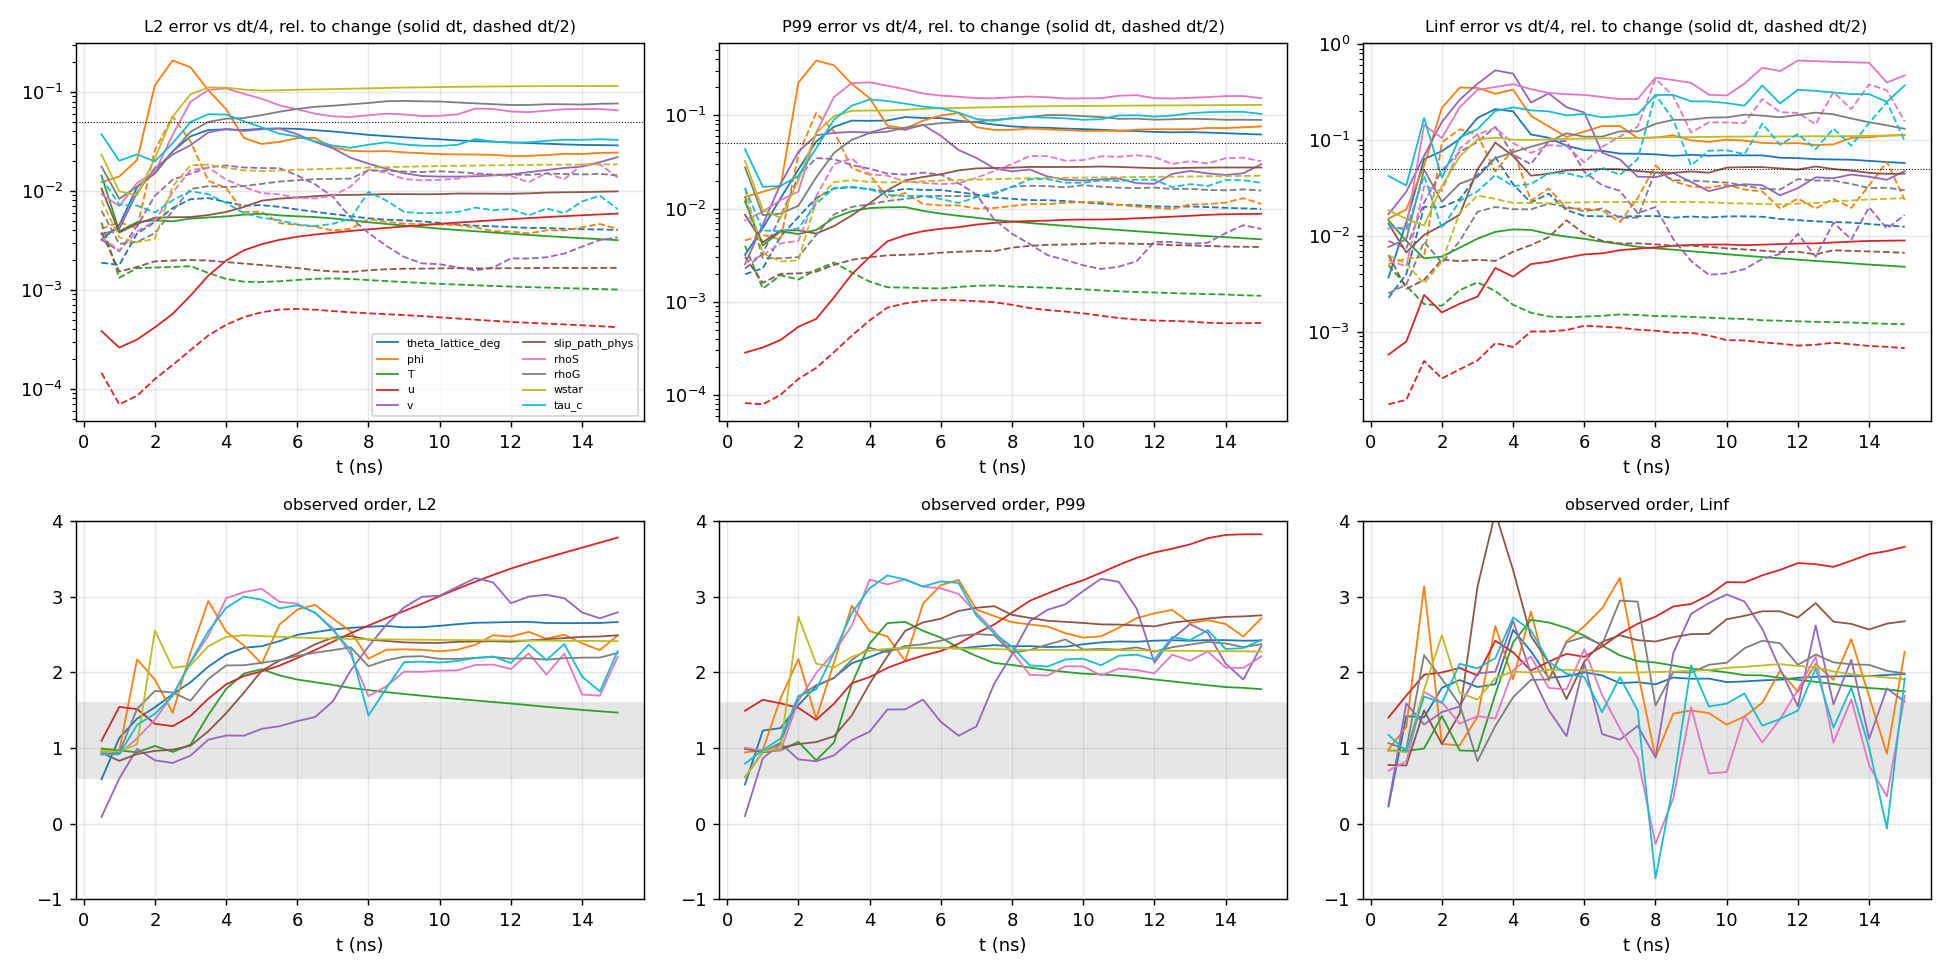 L2 error vs dt/4, rel. to change (solid dt, dashed dt/2)
10⁻¹
10⁻²
10⁻³
10⁻⁴
0 2 4 6 8 10 12 14
t (ns)
theta_lattice_deg
phi
T
u
v
slip_path_phys
rhoS
rhoG
wstar
tau_c
P99 error vs dt/4, rel. to change (solid dt, dashed dt/2)
10⁻¹
10⁻²
10⁻³
10⁻⁴
0 2 4 6 8 10 12 14
t (ns)
Linf error vs dt/4, rel. to change (solid dt, dashed dt/2)
10⁰
10⁻¹
10⁻²
10⁻³
0 2 4 6 8 10 12 14
t (ns)
observed order, L2
4
3
2
1
0
−1
0 2 4 6 8 10 12 14
t (ns)
observed order, P99
4
3
2
1
0
−1
0 2 4 6 8 10 12 14
t (ns)
observed order, Linf
4
3
2
1
0
−1
0 2 4 6 8 10 12 14
t (ns)